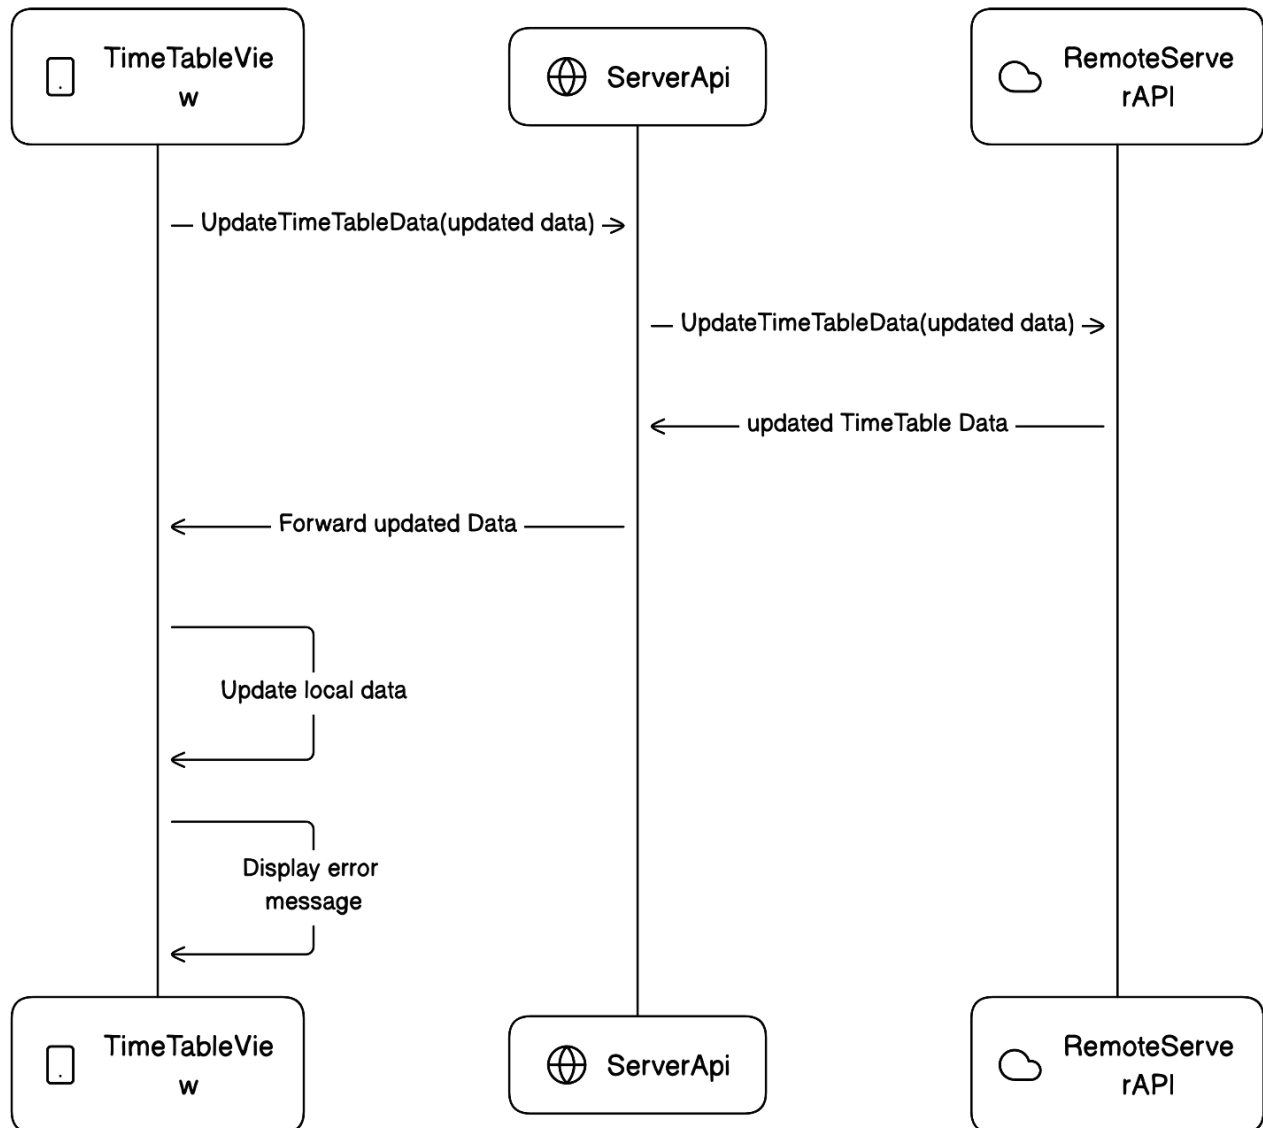 TimeTableVie
w
ServerApi
RemoteServe
rAPI
UpdateTimeTableData(updated data)
UpdateTimeTableData(updated data)
updated TimeTable Data
Forward updated Data
Update local data
Display error
message
TimeTableVie
w
ServerApi
RemoteServe
rAPI